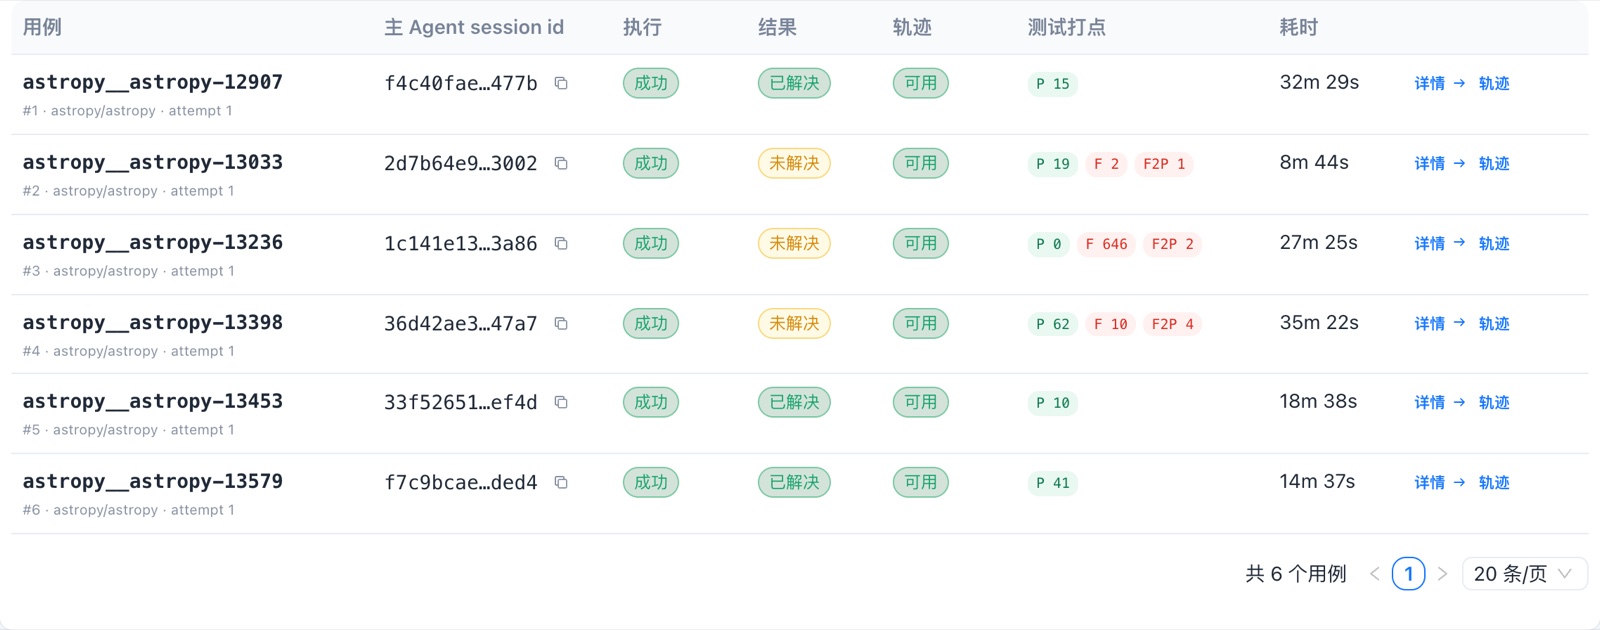 用例 主 Agent session id 执行 结果 轨迹 测试打点 耗时
astropy__astropy-12907 f4c40fae…477b 成功 已解决 可用 P 15 32m 29s 详情 → 轨迹
#1 · astropy/astropy · attempt 1
astropy__astropy-13033 2d7b64e9…3002 成功 未解决 可用 P 19 F 2 F2P 1 8m 44s 详情 → 轨迹
#2 · astropy/astropy · attempt 1
astropy__astropy-13236 1c141e13…3a86 成功 未解决 可用 P 0 F 646 F2P 2 27m 25s 详情 → 轨迹
#3 · astropy/astropy · attempt 1
astropy__astropy-13398 36d42ae3…47a7 成功 未解决 可用 P 62 F 10 F2P 4 35m 22s 详情 → 轨迹
#4 · astropy/astropy · attempt 1
astropy__astropy-13453 33f52651…ef4d 成功 已解决 可用 P 10 18m 38s 详情 → 轨迹
#5 · astropy/astropy · attempt 1
astropy__astropy-13579 f7c9bcae…ded4 成功 已解决 可用 P 41 14m 37s 详情 → 轨迹
#6 · astropy/astropy · attempt 1
共 6 个用例 < 1 > 20 条/页